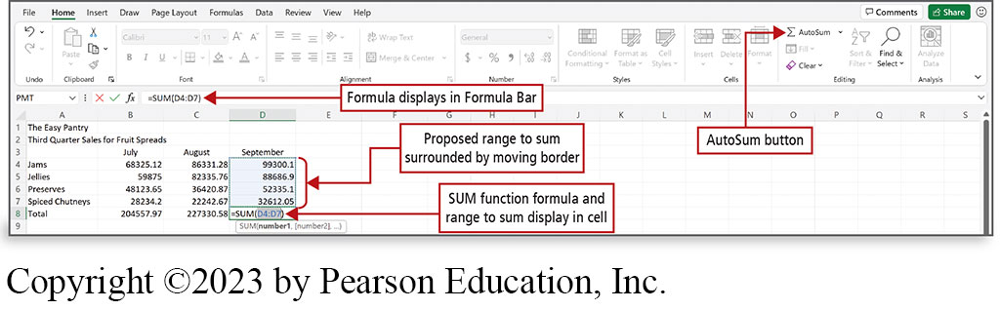 File Home Insert Draw Page Layout Formulas Data Review View Help Comments Share
Calibri 11 A^ A˅ Wrap Text General AutoSum
Paste B I U A Merge & Center $ % , Conditional Formatting Format as Table Cell Styles Insert Delete Format Fill Clear Sort & Filter Find & Select Analyze Data
Undo Clipboard Font Alignment Number Styles Cells Editing Analysis
PMT fx =SUM(D4:D7)
Formula displays in Formula Bar
A B C D E F G H I J K L M N O P Q R S
1 The Easy Pantry
2 Third Quarter Sales for Fruit Spreads
3 July August September
4 Jams 68325.12 86331.28 99300.1
5 Jellies 59875 82335.76 88686.9
6 Preserves 48123.65 36420.87 52335.1
7 Spiced Chutneys 28234.2 22242.67 32612.05
8 Total 204557.97 227330.58 =SUM(D4:D7)
9 SUM(number1, [number2], ...)
Proposed range to sum
surrounded by moving border
AutoSum button
SUM function formula and
range to sum display in cell
Copyright ©2023 by Pearson Education, Inc.